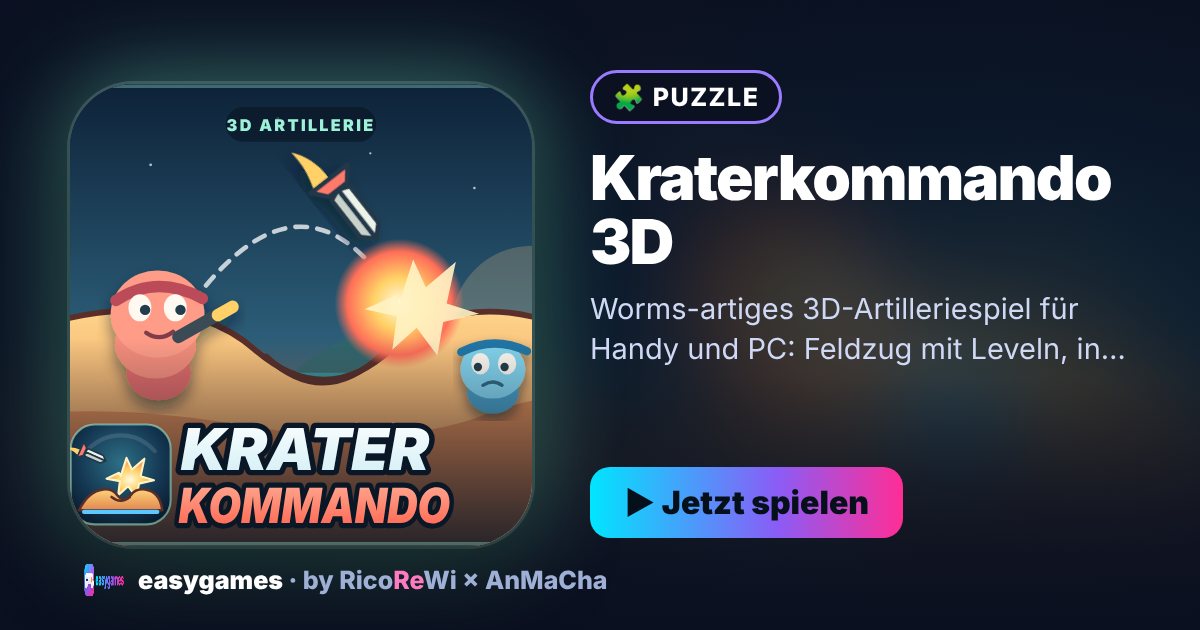 3D ARTILLERIE
KRATER
KOMMANDO
PUZZLE
Kraterkommando
3D
Worms-artiges 3D-Artilleriespiel für
Handy und PC: Feldzug mit Leveln, in...
▶ Jetzt spielen
easygames
easygames · by RicoReWi × AnMaCha